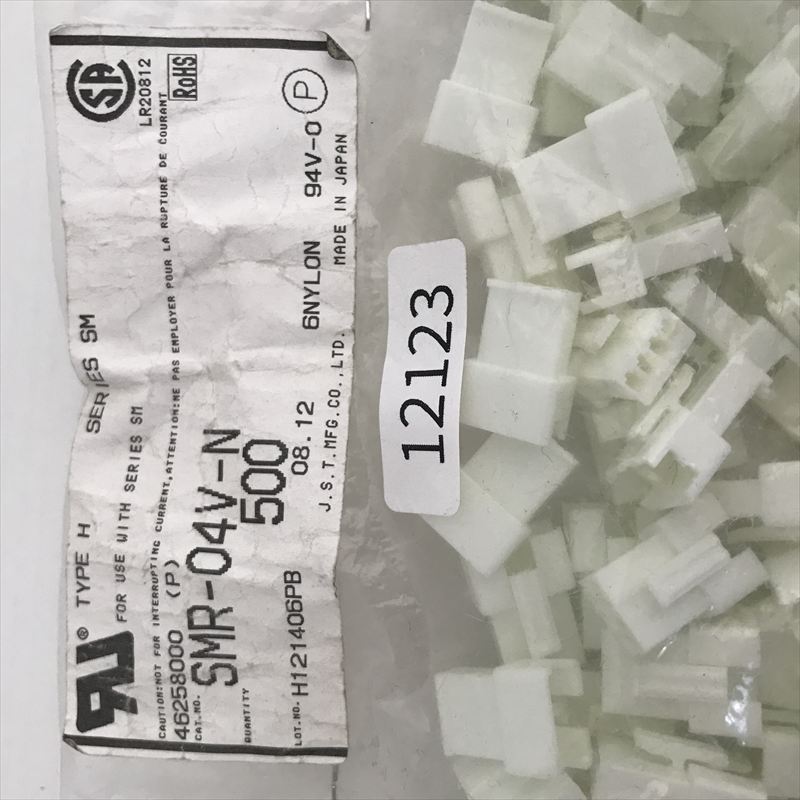 ® TYPE H SERIES SM
LR20812
RoHS
FOR USE WITH SERIES SM
CAUTION:NOT FOR INTERRUPTING CURRENT,ATTENTION:NE PAS EMPLOYER POUR LA RUPTURE DE COURANT
46258000 (P)
CAT.NO. SMR-04V-N
QUANTITY 500
08.12 6NYLON 94V-0 P
LOT.NO. H121406PB
J.S.T.MFG.CO.,LTD. MADE IN JAPAN
12123